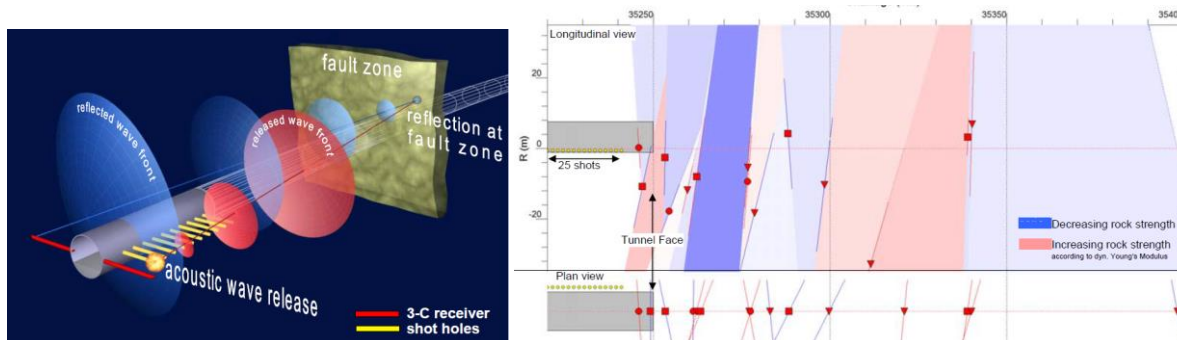 fault zone
reflected wave front
released wave front
reflection at
fault zone
acoustic wave release
3-C receiver
shot holes
35250
35300
35350
Longitudinal view
20
0
-20
R (m)
25 shots
Tunnel Face
Decreasing rock strength
Increasing rock strength
according to dyn. Young's Modulus
Plan view